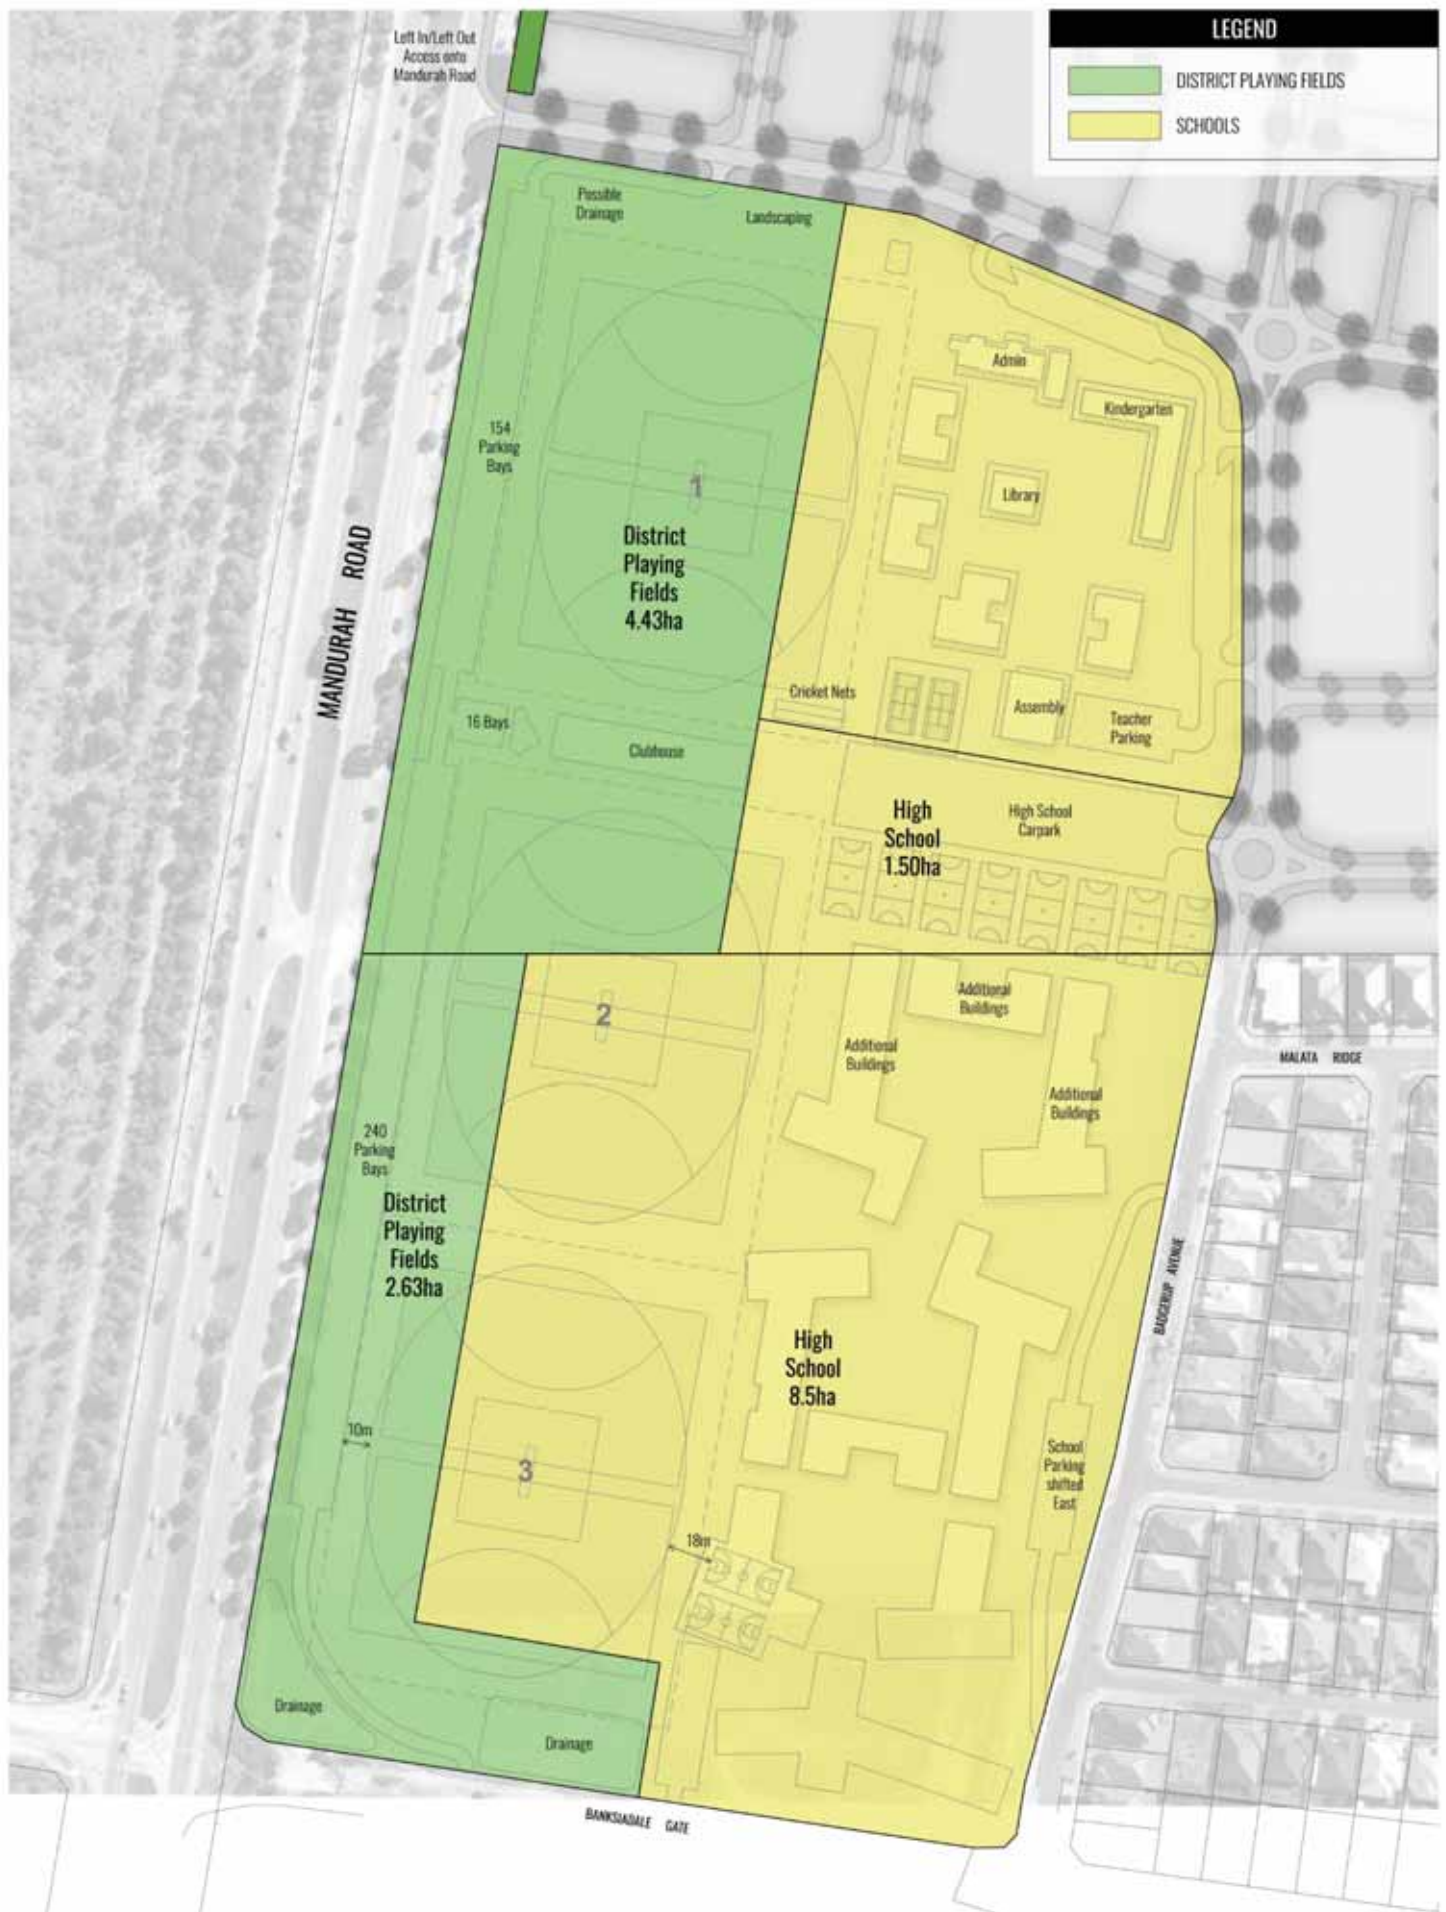 Left In/Left Out
Access onto
Mandurah Road
LEGEND
DISTRICT PLAYING FIELDS
SCHOOLS
Possible
Drainage
Landscaping
Admin
Kindergarten
154
Parking
Bays
1
Library
District
Playing
Fields
4.43ha
MANDURAH ROAD
Cricket Nets
Assembly
Teacher
Parking
16 Bays
Clubhouse
High
School
1.50ha
High School
Carpark
2
Additional
Buildings
Additional
Buildings
Additional
Buildings
MALATA RIDGE
240
Parking
Bays
District
Playing
Fields
2.63ha
BADGERUP AVENUE
High
School
8.5ha
10m
3
School
Parking
shifted
East
18m
Drainage
Drainage
BANKSIADALE GATE